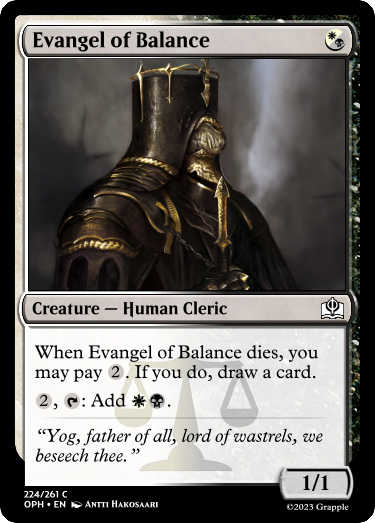 Evangel of Balance
Creature — Human Cleric
When Evangel of Balance dies, you
may pay 2. If you do, draw a card.
2, : Add .
“Yog, father of all, lord of wastrels, we
beseech thee.”
1/1
224/261 C
OPH • EN Antti Hakosaari
©2023 Grapple